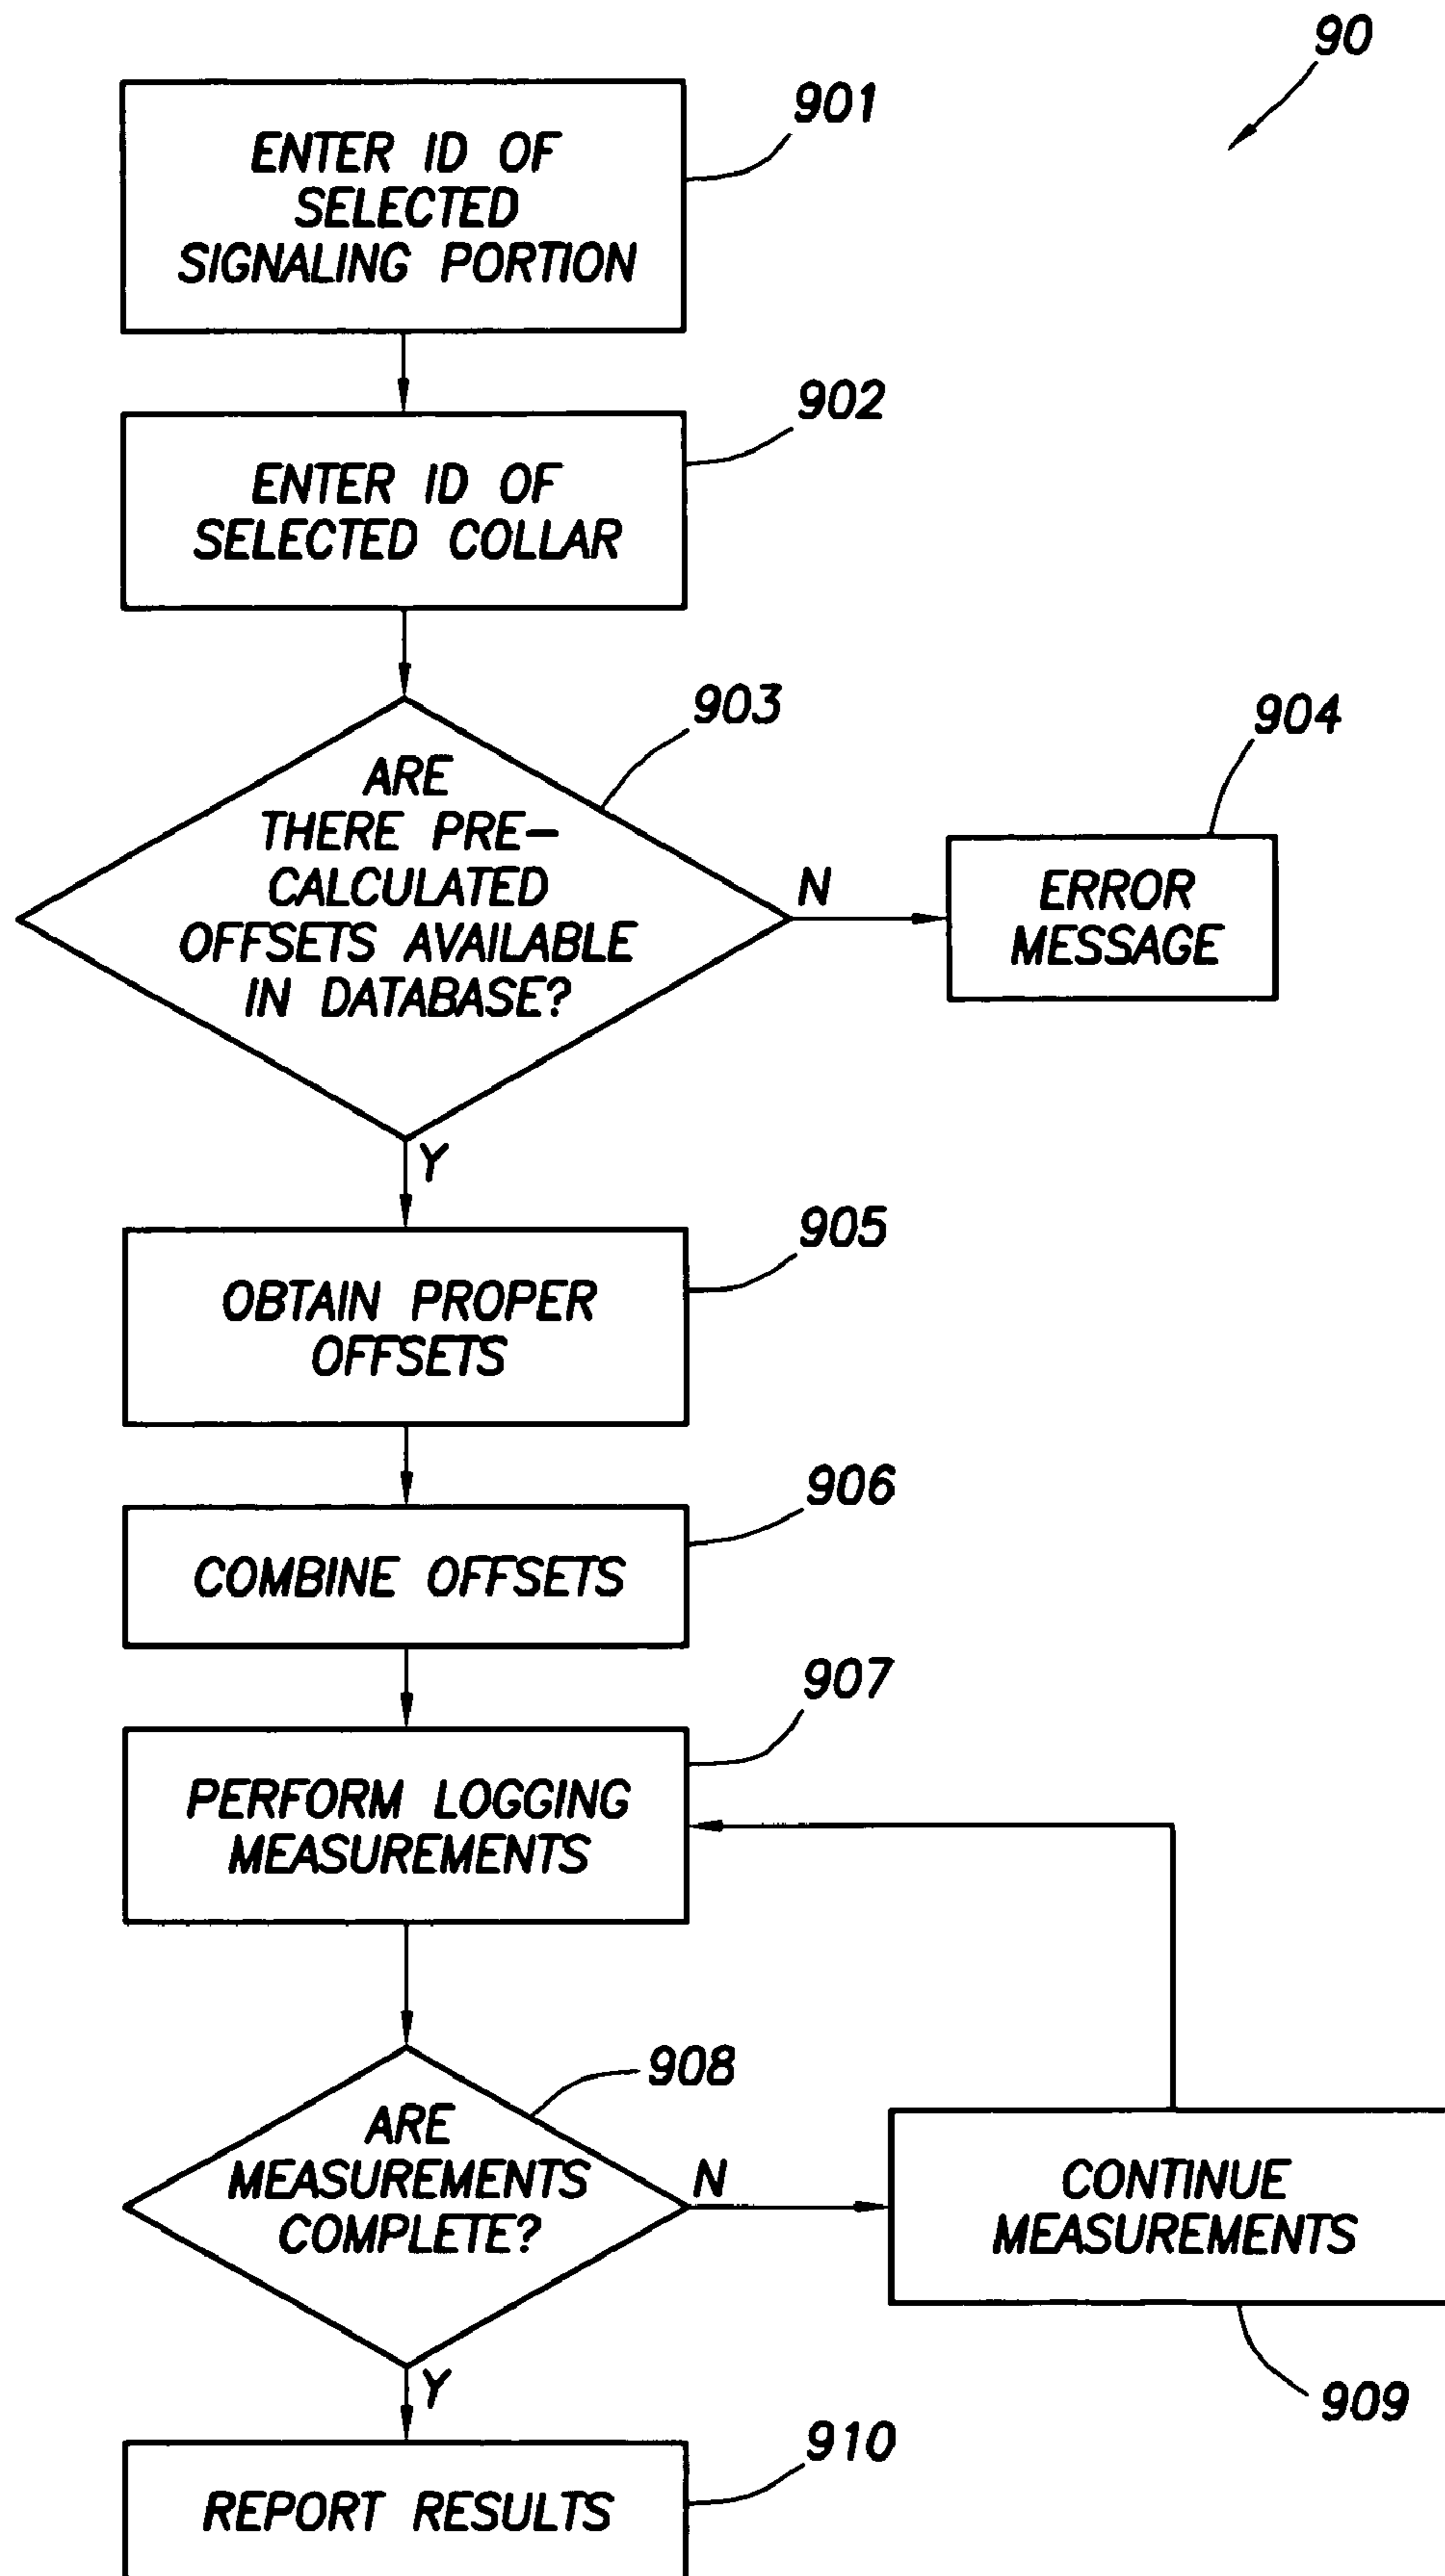 90
901
ENTER ID OF
SELECTED
SIGNALING PORTION
902
ENTER ID OF
SELECTED COLLAR
903
ARE
THERE PRE-
CALCULATED
OFFSETS AVAILABLE
IN DATABASE?
N
904
ERROR
MESSAGE
Y
905
OBTAIN PROPER
OFFSETS
906
COMBINE OFFSETS
907
PERFORM LOGGING
MEASUREMENTS
908
ARE
MEASUREMENTS
COMPLETE?
N
CONTINUE
MEASUREMENTS
909
Y
910
REPORT RESULTS